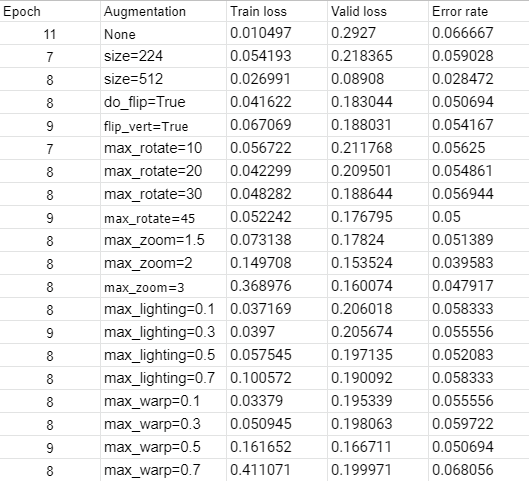 Epoch Augmentation Train loss Valid loss Error rate
11 None 0.010497 0.2927 0.066667
7 size=224 0.054193 0.218365 0.059028
8 size=512 0.026991 0.08908 0.028472
8 do_flip=True 0.041622 0.183044 0.050694
9 flip_vert=True 0.067069 0.188031 0.054167
7 max_rotate=10 0.056722 0.211768 0.05625
8 max_rotate=20 0.042299 0.209501 0.054861
8 max_rotate=30 0.048282 0.188644 0.056944
9 max_rotate=45 0.052242 0.176795 0.05
8 max_zoom=1.5 0.073138 0.17824 0.051389
8 max_zoom=2 0.149708 0.153524 0.039583
8 max_zoom=3 0.368976 0.160074 0.047917
8 max_lighting=0.1 0.037169 0.206018 0.058333
9 max_lighting=0.3 0.0397 0.205674 0.055556
8 max_lighting=0.5 0.057545 0.197135 0.052083
8 max_lighting=0.7 0.100572 0.190092 0.058333
8 max_warp=0.1 0.03379 0.195339 0.055556
8 max_warp=0.3 0.050945 0.198063 0.059722
9 max_warp=0.5 0.161652 0.166711 0.050694
8 max_warp=0.7 0.411071 0.199971 0.068056